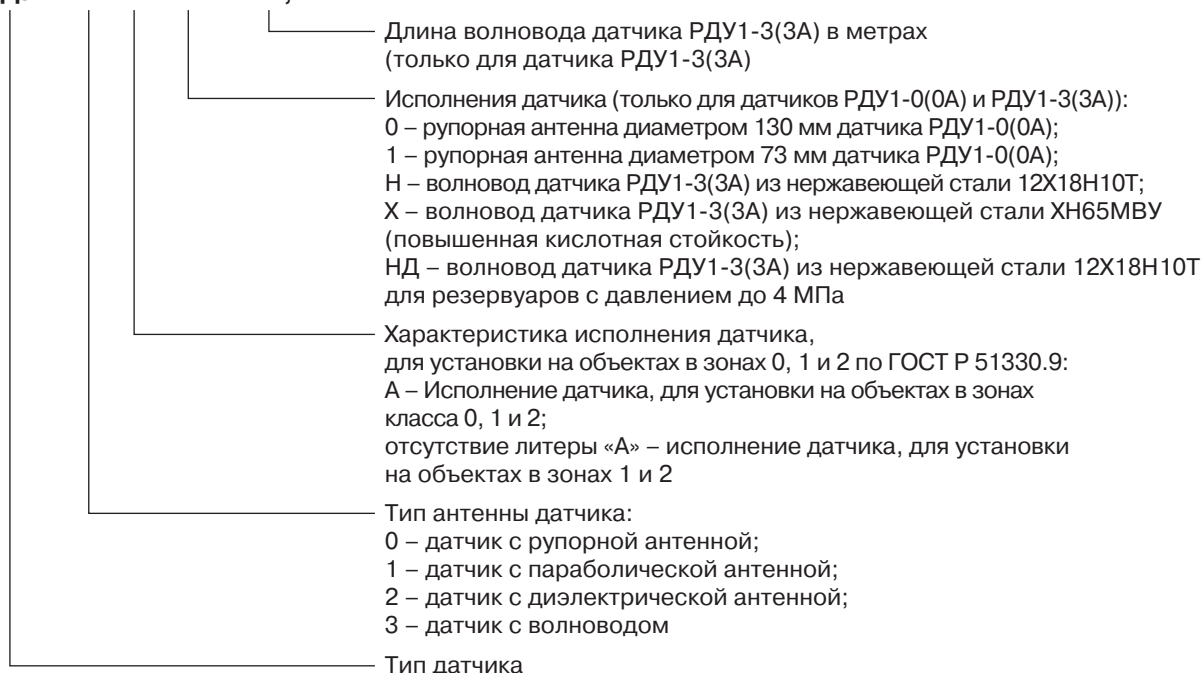 Длина волновода датчика РДУ1-3(3А) в метрах
(только для датчика РДУ1-3(3А)
Исполнения датчика (только для датчиков РДУ1-0(0А) и РДУ1-3(3А)):
0 – рупорная антенна диаметром 130 мм датчика РДУ1-0(0А);
1 – рупорная антенна диаметром 73 мм датчика РДУ1-0(0А);
Н – волновод датчика РДУ1-3(3А) из нержавеющей стали 12Х18Н10Т;
Х – волновод датчика РДУ1-3(3А) из нержавеющей стали ХН65МВУ
(повышенная кислотная стойкость);
НД – волновод датчика РДУ1-3(3А) из нержавеющей стали 12Х18Н10Т
для резервуаров с давлением до 4 МПа
Характеристика исполнения датчика,
для установки на объектах в зонах 0, 1 и 2 по ГОСТ Р 51330.9:
А – Исполнение датчика, для установки на объектах в зонах
класса 0, 1 и 2;
отсутствие литеры «А» – исполнение датчика, для установки
на объектах в зонах 1 и 2
Тип антенны датчика:
0 – датчик с рупорной антенной;
1 – датчик с параболической антенной;
2 – датчик с диэлектрической антенной;
3 – датчик с волноводом
Тип датчика